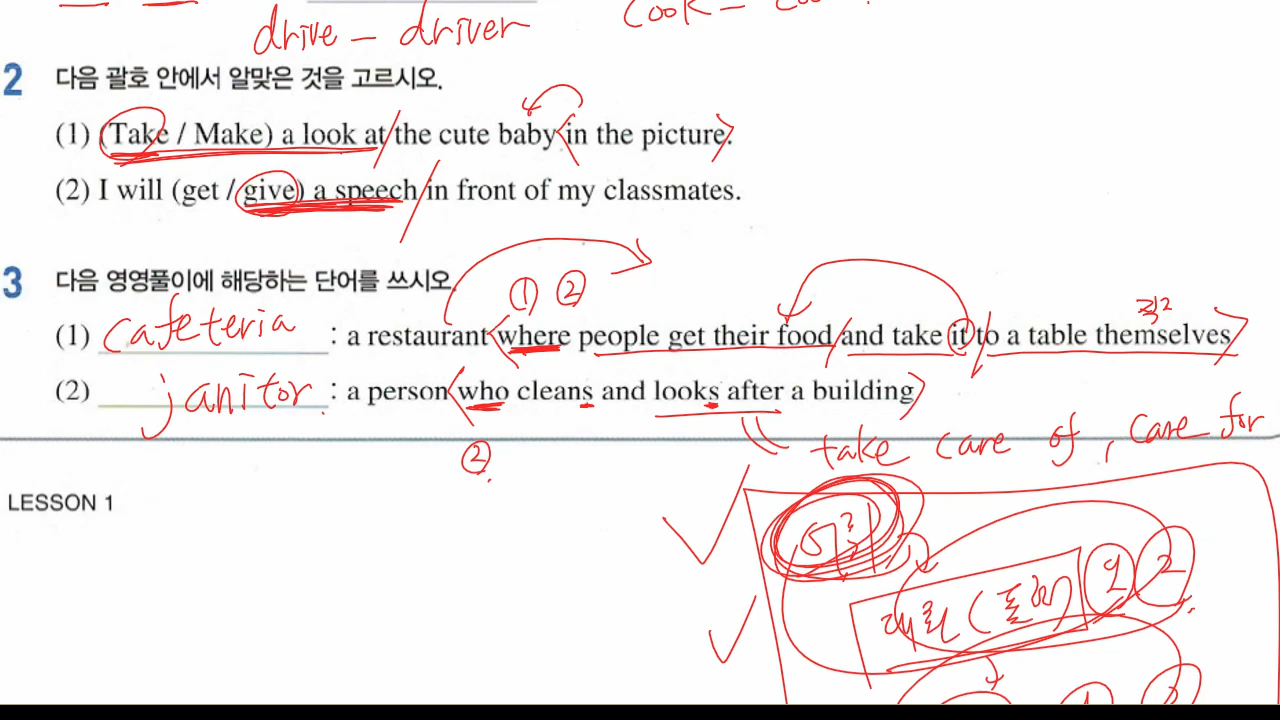 drive – driver
2 다음 괄호 안에서 알맞은 것을 고르시오.
(1) (Take / Make) a look at the cute baby in the picture.
(2) I will (get / give) a speech in front of my classmates.
3 다음 영영풀이에 해당하는 단어를 쓰시오.
① ②
(1) cafeteria : a restaurant where people get their food and take it to a table themselves
(2) janitor : a person who cleans and looks after a building
② take care of, care for
LESSON 1